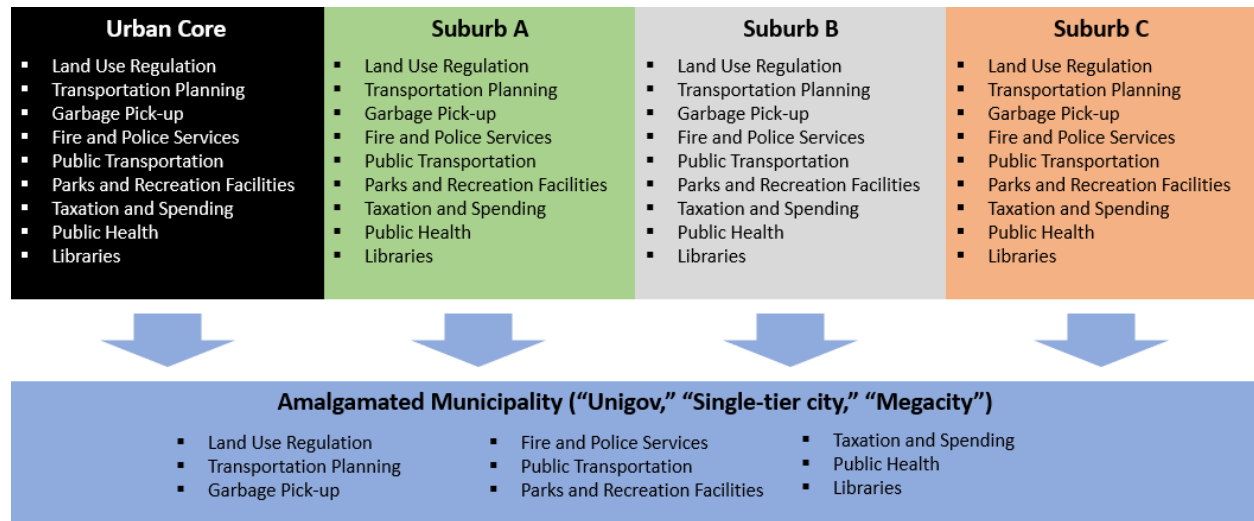 Urban Core
▪ Land Use Regulation
▪ Transportation Planning
▪ Garbage Pick-up
▪ Fire and Police Services
▪ Public Transportation
▪ Parks and Recreation Facilities
▪ Taxation and Spending
▪ Public Health
▪ Libraries
Suburb A
▪ Land Use Regulation
▪ Transportation Planning
▪ Garbage Pick-up
▪ Fire and Police Services
▪ Public Transportation
▪ Parks and Recreation Facilities
▪ Taxation and Spending
▪ Public Health
▪ Libraries
Suburb B
▪ Land Use Regulation
▪ Transportation Planning
▪ Garbage Pick-up
▪ Fire and Police Services
▪ Public Transportation
▪ Parks and Recreation Facilities
▪ Taxation and Spending
▪ Public Health
▪ Libraries
Suburb C
▪ Land Use Regulation
▪ Transportation Planning
▪ Garbage Pick-up
▪ Fire and Police Services
▪ Public Transportation
▪ Parks and Recreation Facilities
▪ Taxation and Spending
▪ Public Health
▪ Libraries
Amalgamated Municipality (“Unigov,” “Single-tier city,” “Megacity”)
▪ Land Use Regulation
▪ Transportation Planning
▪ Garbage Pick-up
▪ Fire and Police Services
▪ Public Transportation
▪ Parks and Recreation Facilities
▪ Taxation and Spending
▪ Public Health
▪ Libraries